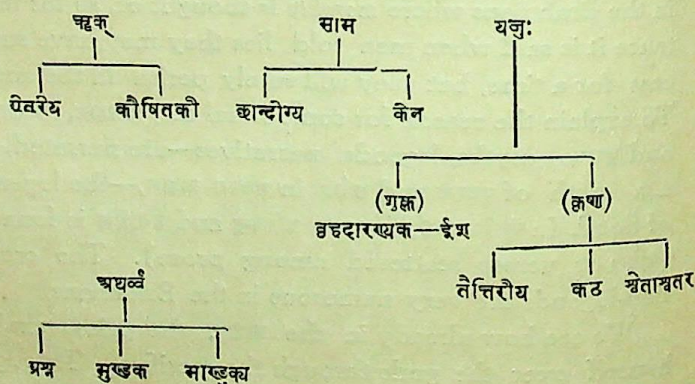 ऋक् साम यजुः
ऐतरेय कौषितकी छान्दोग्य केन
(शुक्ल) (कृष्ण)
वृहदारण्यक—ईश
तैत्तिरीय कठ श्वेताश्वतर
अथर्व्व
प्रश्न मुण्डक माण्डुक्य